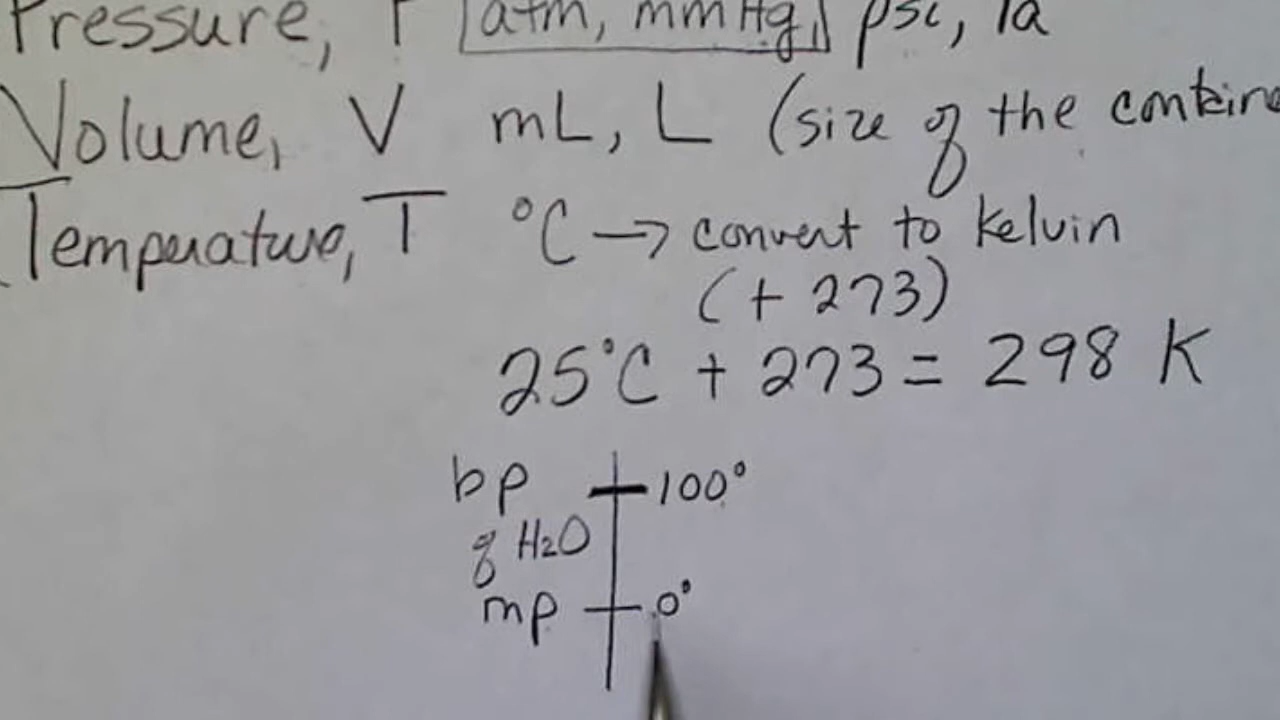 Pressure, P atm, mmHg, psi, Pa
Volume, V mL, L (size of the containe
Temperature, T °C → convert to Kelvin
(+ 273)
25°C + 273 = 298 K
bp 100°
of H₂O
mp 0°